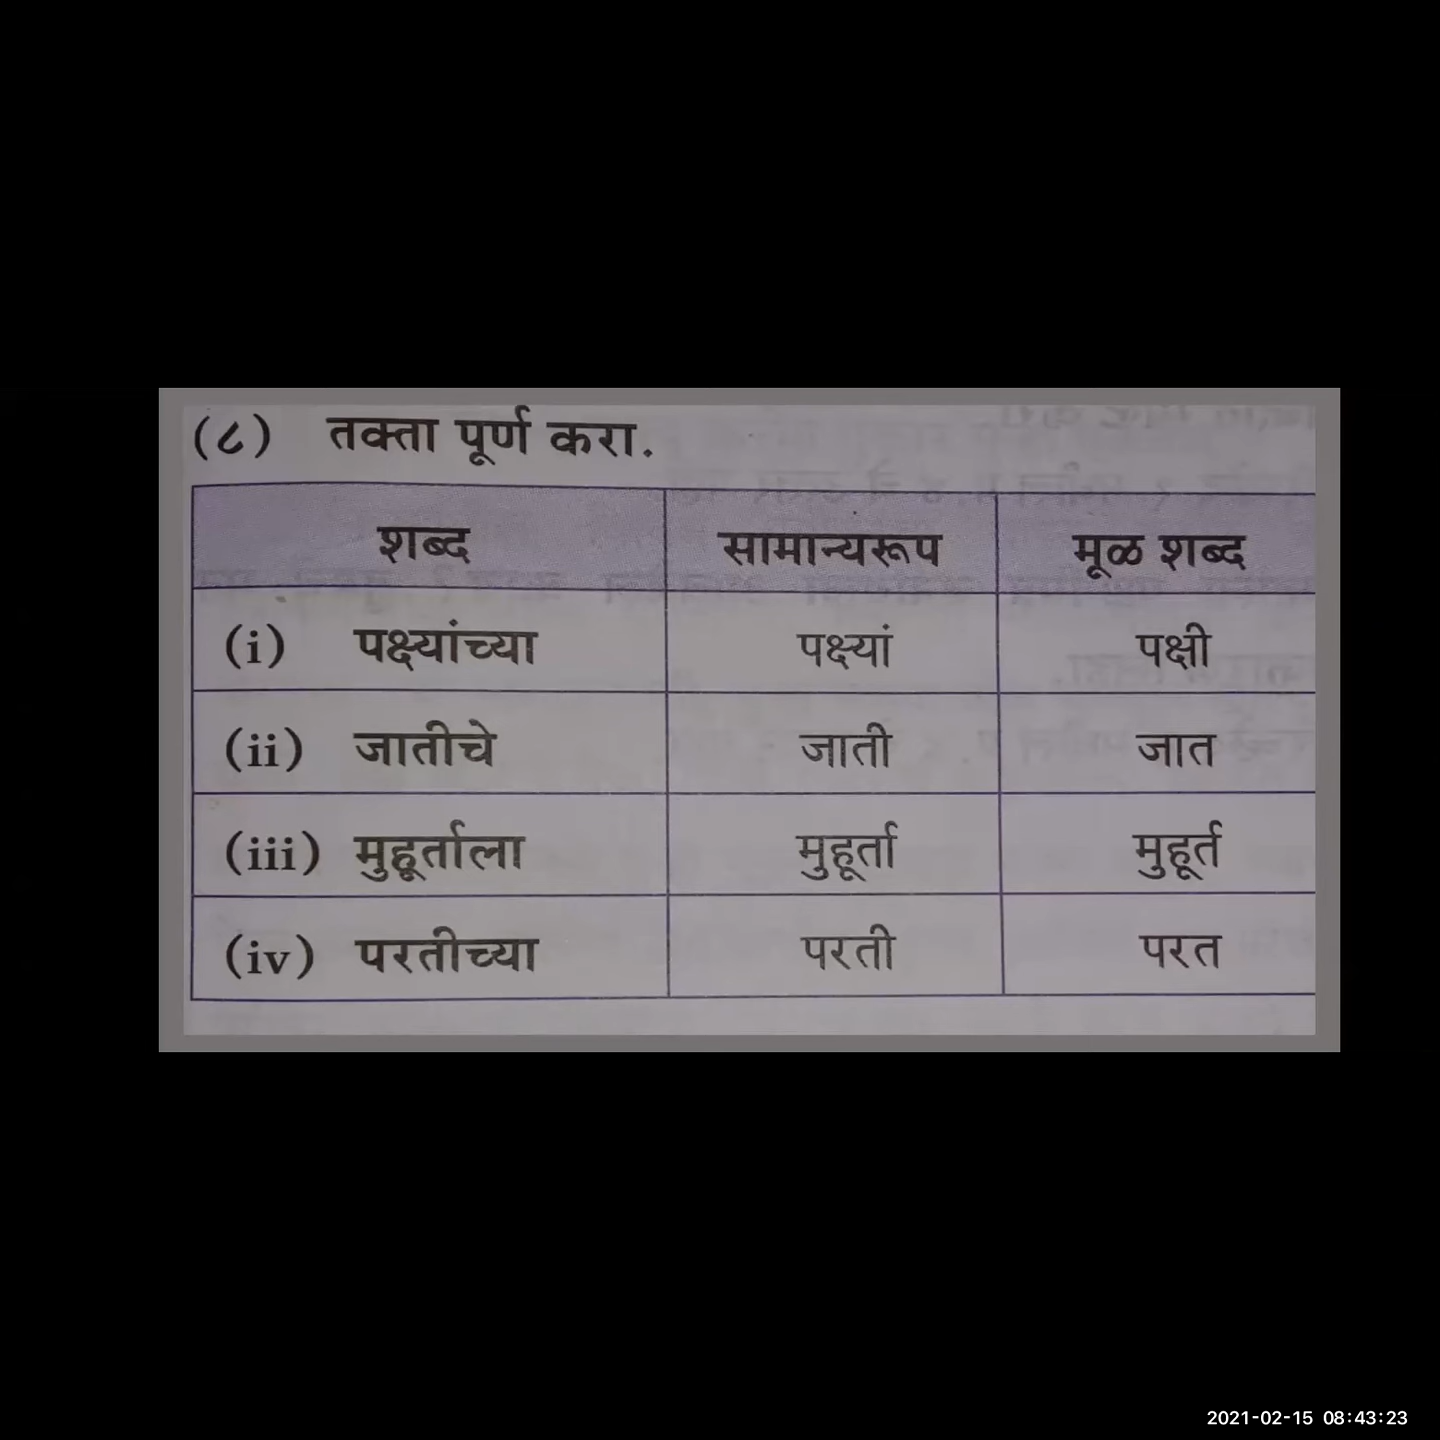 (८) तक्ता पूर्ण करा.
शब्द सामान्यरूप मूळ शब्द
(i) पक्ष्यांच्या पक्ष्यां पक्षी
(ii) जातीचे जाती जात
(iii) मुहूर्ताला मुहूर्ता मुहूर्त
(iv) परतीच्या परती परत
2021-02-15 08:43:23